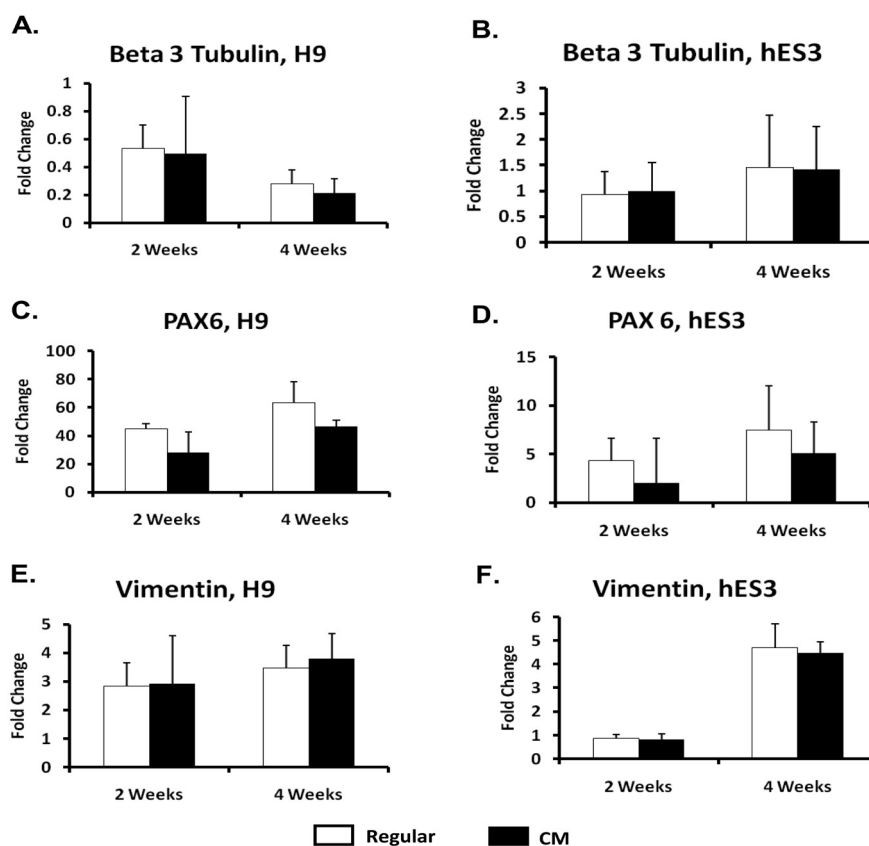 A.
Beta 3 Tubulin, H9
Fold Change
1
0.8
0.6
0.4
0.2
0
2 Weeks
4 Weeks
B.
Beta 3 Tubulin, hES3
Fold Change
3
2.5
2
1.5
1
0.5
0
2 Weeks
4 Weeks
C.
PAX6, H9
Fold Change
100
80
60
40
20
0
2 Weeks
4 Weeks
D.
PAX 6, hES3
Fold Change
15
10
5
0
2 Weeks
4 Weeks
E.
Vimentin, H9
Fold Change
5
4
3
2
1
0
2 Weeks
4 Weeks
F.
Vimentin, hES3
Fold Change
6
5
4
3
2
1
0
2 Weeks
4 Weeks
Regular
CM